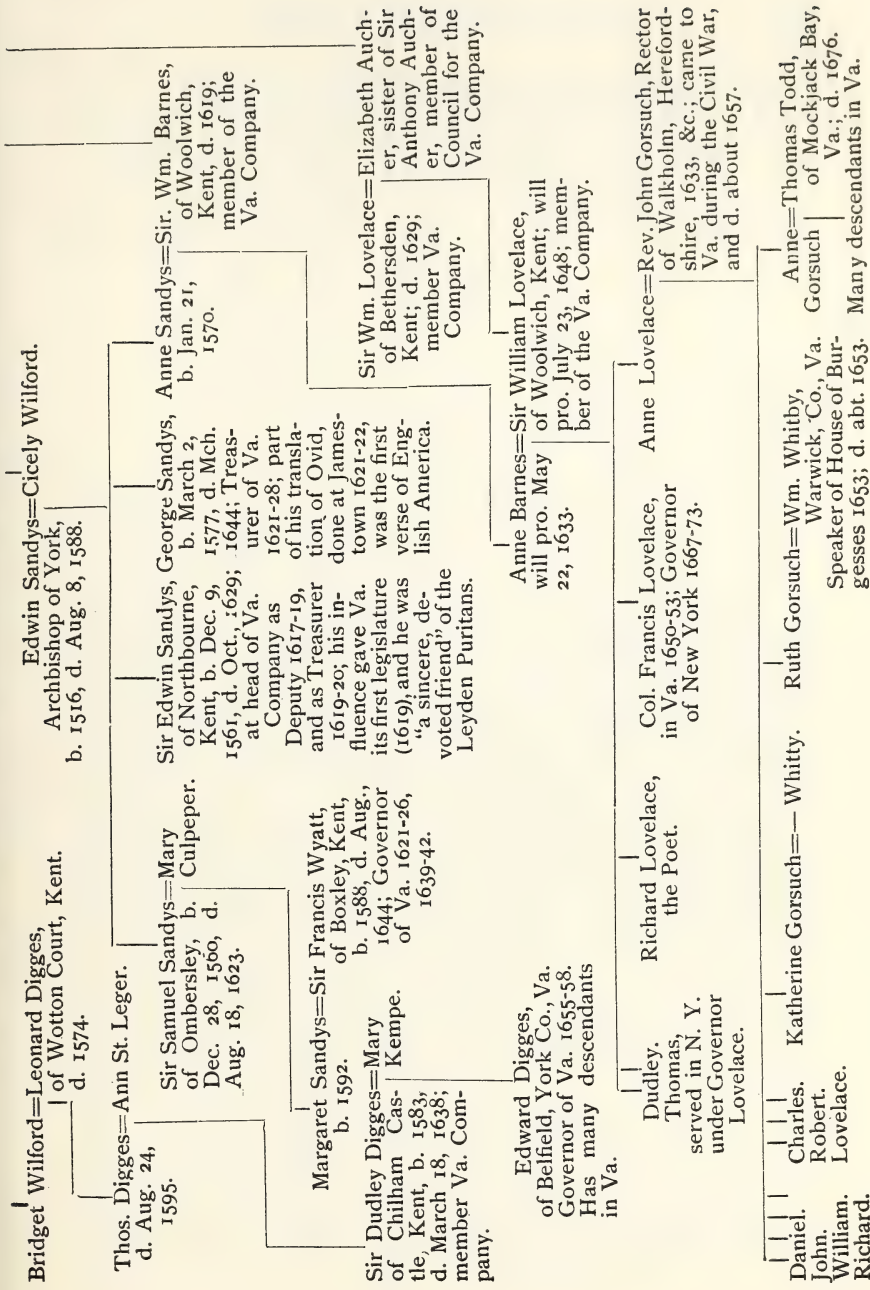 Bridget Wilford=Leonard Digges,
of Wotton Court, Kent.
d. 1574.
Edwin Sandys=Cicely Wilford.
Archbishop of York,
b. 1516, d. Aug. 8, 1588.
Thos. Digges=Ann St. Leger.
d. Aug. 24,
1595.
Sir Samuel Sandys=Mary
of Ombersley, b. Culpeper.
Dec. 28, 1560, d.
Aug. 18, 1623.
Sir Edwin Sandys,
of Northbourne,
Kent, b. Dec. 9,
1561, d. Oct., 1629;
at head of Va.
Company as
Deputy 1617-19,
and as Treasurer
1619-20; his in-
fluence gave Va.
its first legislature
(1619), and he was
"a sincere, de-
voted friend" of the
Leyden Puritans.
George Sandys,
b. March 2,
1577, d. Mch.
1644; Treas-
urer of Va.
1621-28; part
of his transla-
tion of Ovid,
done at James-
town 1621-22,
was the first
verse of Eng-
lish America.
Anne Sandys=Sir. Wm. Barnes,
b. Jan. 21, of Woolwich,
1570. Kent, d. 1619;
member of the
Va. Company.
Margaret Sandys=Sir Francis Wyatt,
b. 1592. of Boxley, Kent,
b. 1588, d. Aug.,
1644; Governor
of Va. 1621-26,
1639-42.
Sir Dudley Digges=Mary
of Chilham Cas- Kempe.
tle, Kent, b. 1583,
d. March 18, 1638;
member Va. Com-
pany.
Sir Wm. Lovelace=Elizabeth Auch-
of Bethersden, er, sister of Sir
Kent; d. 1629; Anthony Auch-
member Va. er, member of
Company. Council for the
Va. Company.
Edward Digges,
of Belfield, York Co., Va.
Governor of Va. 1655-58.
Has many descendants
in Va.
Anne Barnes=Sir William Lovelace,
will pro. May of Woolwich, Kent; will
22, 1633. pro. July 23, 1648; mem-
ber of the Va. Company.
Dudley.
Thomas,
served in N. Y.
under Governor
Lovelace.
Richard Lovelace,
the Poet.
Col. Francis Lovelace,
in Va. 1650-53; Governor
of New York 1667-73.
Anne Lovelace=Rev. John Gorsuch, Rector
of Walkholm, Hereford-
shire, 1633, &c.; came to
Va. during the Civil War,
and d. about 1657.
Daniel.
John.
William.
Richard.
Charles.
Robert.
Lovelace.
Katherine Gorsuch=— Whitty.
Ruth Gorsuch=Wm. Whitby,
Warwick, Co., Va.
Speaker of House of Bur-
gesses 1653; d. abt. 1653.
Anne=Thomas Todd,
Gorsuch of Mockjack Bay,
Va.; d. 1676.
Many descendants in Va.